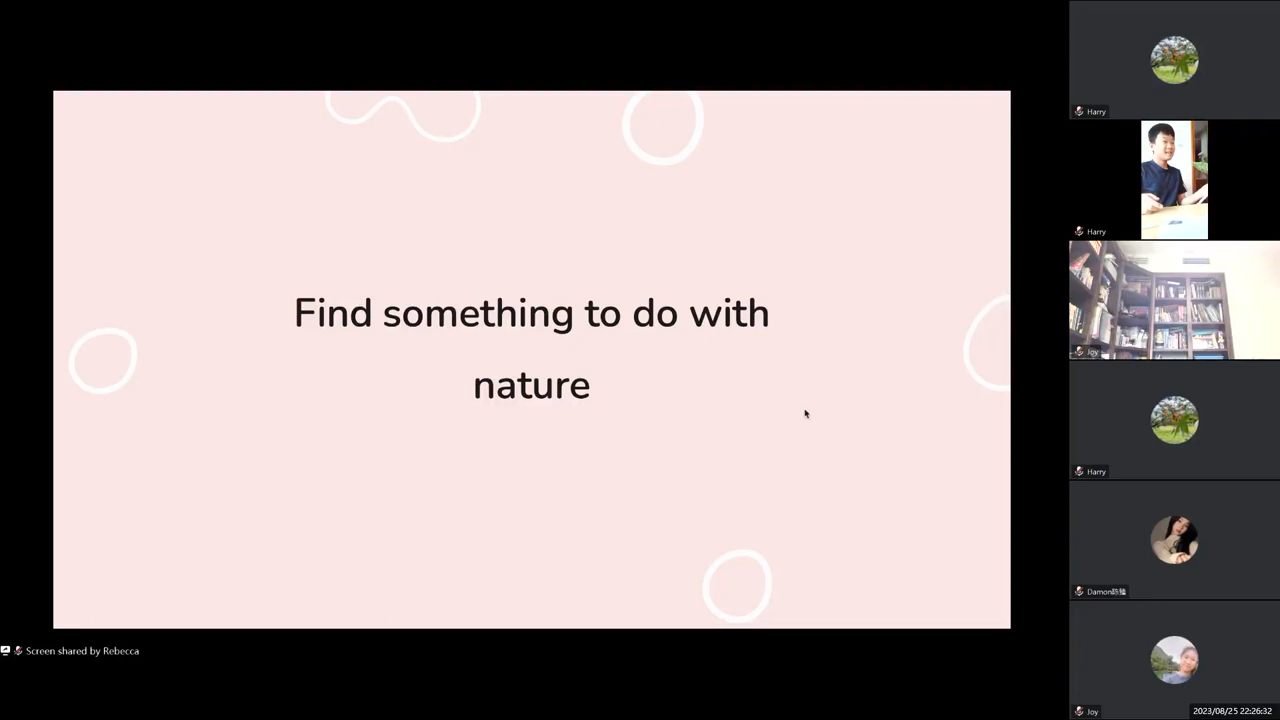 Find something to do with
nature
Screen shared by Rebecca
Harry
Harry
Joy
Harry
Damon
Joy
2023/08/25 22:26:32